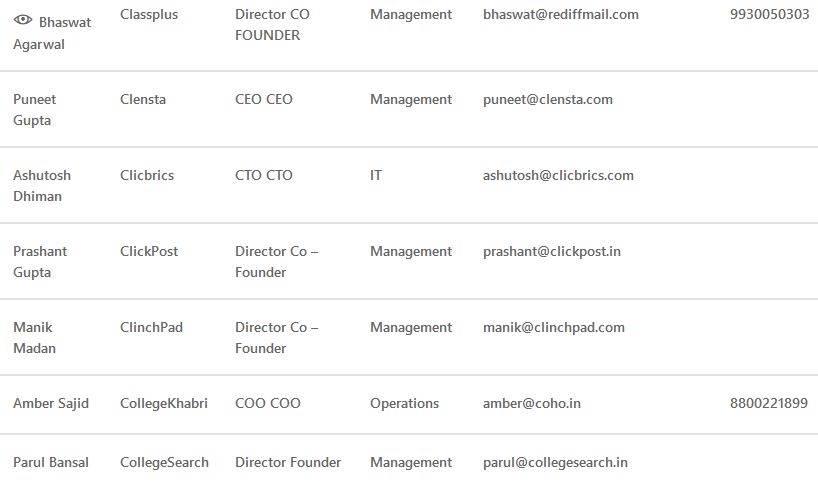 Bhaswat Classplus Director CO Management bhaswat@rediffmail.com 9930050303
Agarwal FOUNDER
Puneet Clensta CEO CEO Management puneet@clensta.com
Gupta
Ashutosh Clicbrics CTO CTO IT ashutosh@clicbrics.com
Dhiman
Prashant ClickPost Director Co – Management prashant@clickpost.in
Gupta Founder
Manik ClinchPad Director Co – Management manik@clinchpad.com
Madan Founder
Amber Sajid CollegeKhabri COO COO Operations amber@coho.in 8800221899
Parul Bansal CollegeSearch Director Founder Management parul@collegesearch.in